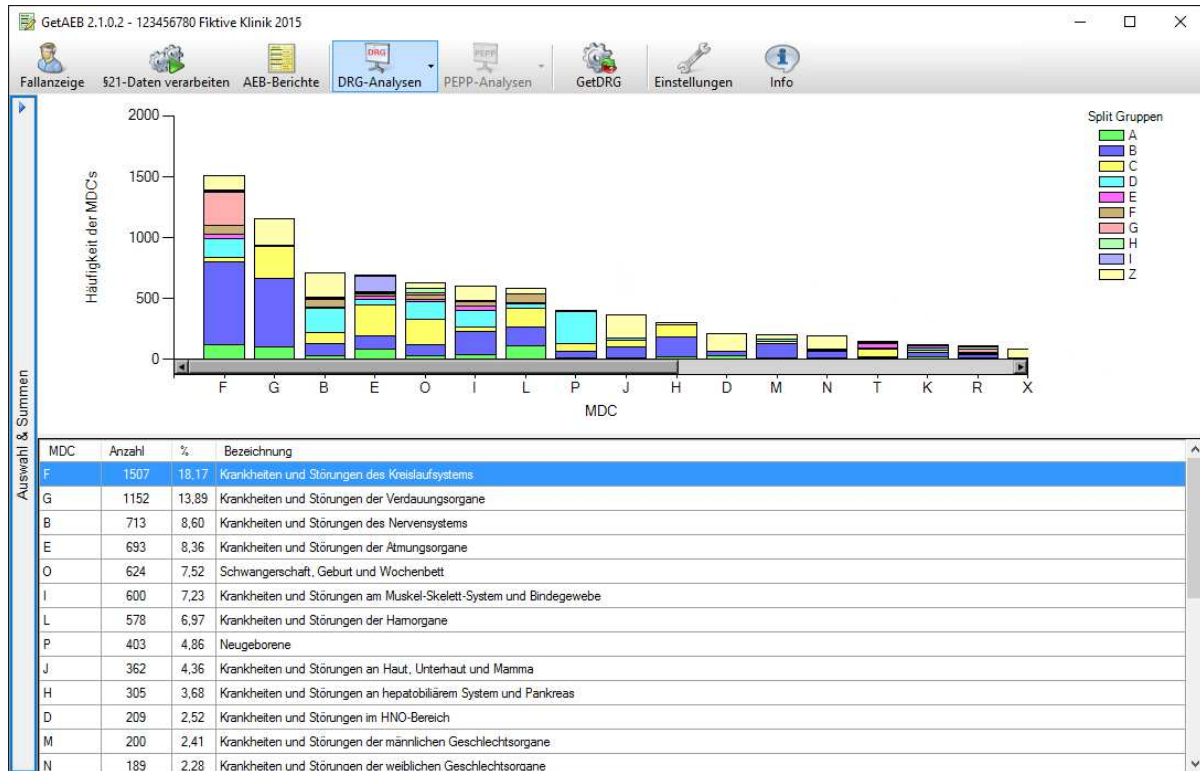 GetAEB 2.1.0.2 - 123456780 Fiktive Klinik 2015
Fallanzeige §21-Daten verarbeiten AEB-Berichte DRG-Analysen PEPP-Analysen GetDRG Einstellungen Info
DRG
PEPP
Auswahl & Summen
Häufigkeit der MDC's
2000
1500
1000
500
0
F G B E O I L P J H D M N T K R X
MDC
Split Gruppen
A
B
C
D
E
F
G
H
I
Z
MDC Anzahl % Bezeichnung
F 1507 18,17 Krankheiten und Störungen des Kreislaufsystems
G 1152 13,89 Krankheiten und Störungen der Verdauungsorgane
B 713 8,60 Krankheiten und Störungen des Nervensystems
E 693 8,36 Krankheiten und Störungen der Atmungsorgane
O 624 7,52 Schwangerschaft, Geburt und Wochenbett
I 600 7,23 Krankheiten und Störungen am Muskel-Skelett-System und Bindegewebe
L 578 6,97 Krankheiten und Störungen der Harnorgane
P 403 4,86 Neugeborene
J 362 4,36 Krankheiten und Störungen an Haut, Unterhaut und Mamma
H 305 3,68 Krankheiten und Störungen an hepatobiliärem System und Pankreas
D 209 2,52 Krankheiten und Störungen im HNO-Bereich
M 200 2,41 Krankheiten und Störungen der männlichen Geschlechtsorgane
N 189 2,28 Krankheiten und Störungen der weiblichen Geschlechtsorgane